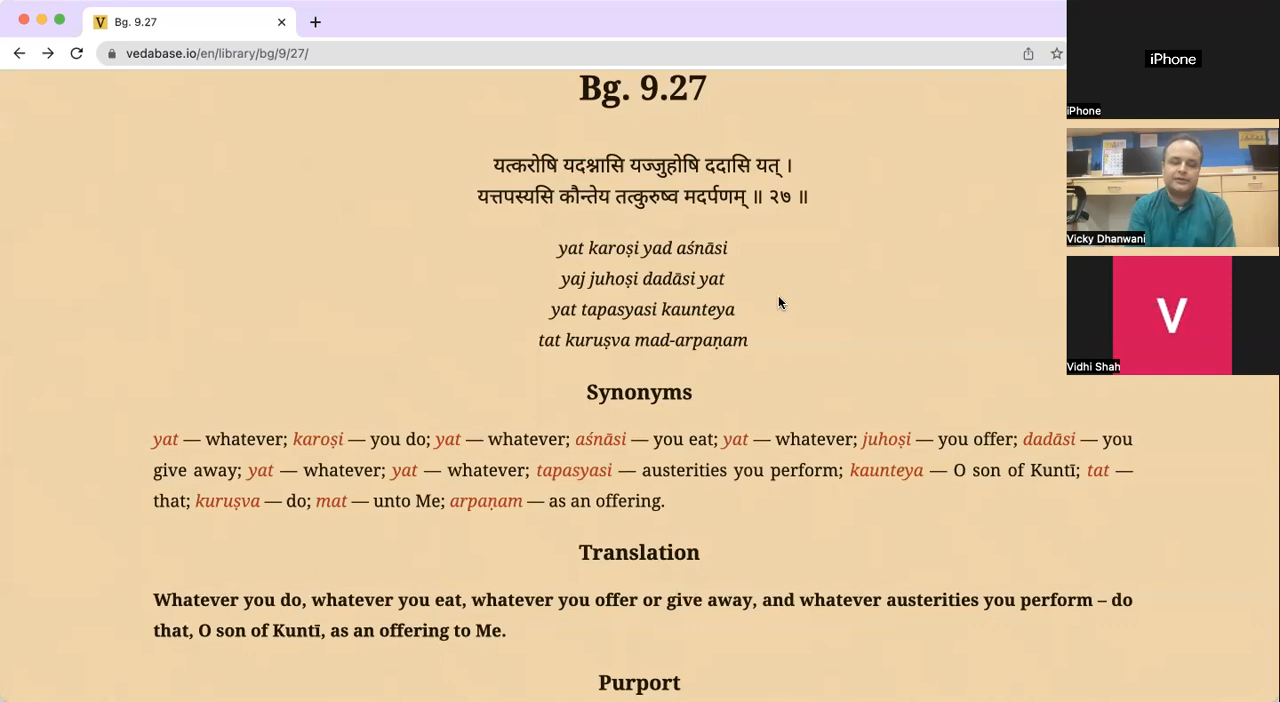 V
Bg. 9.27
vedabase.io/en/library/bg/9/27/
iPhone
iPhone
Bg. 9.27
यत्करोषि यदश्नासि यज्जुहोषि ददासि यत् ।
यत्तपस्यसि कौन्तेय तत्कुरुष्व मदर्पणम् ॥ २७ ॥
Vicky Dhanwani
yat karoṣi yad aśnāsi
yaj juhoṣi dadāsi yat
yat tapasyasi kaunteya
tat kuruṣva mad-arpaṇam
V
Vidhi Shah
Synonyms
yat — whatever; karoṣi — you do; yat — whatever; aśnāsi — you eat; yat — whatever; juhoṣi — you offer; dadāsi — you
give away; yat — whatever; yat — whatever; tapasyasi — austerities you perform; kaunteya — O son of Kuntī; tat —
that; kuruṣva — do; mat — unto Me; arpaṇam — as an offering.
Translation
Whatever you do, whatever you eat, whatever you offer or give away, and whatever austerities you perform – do
that, O son of Kuntī, as an offering to Me.
Purport